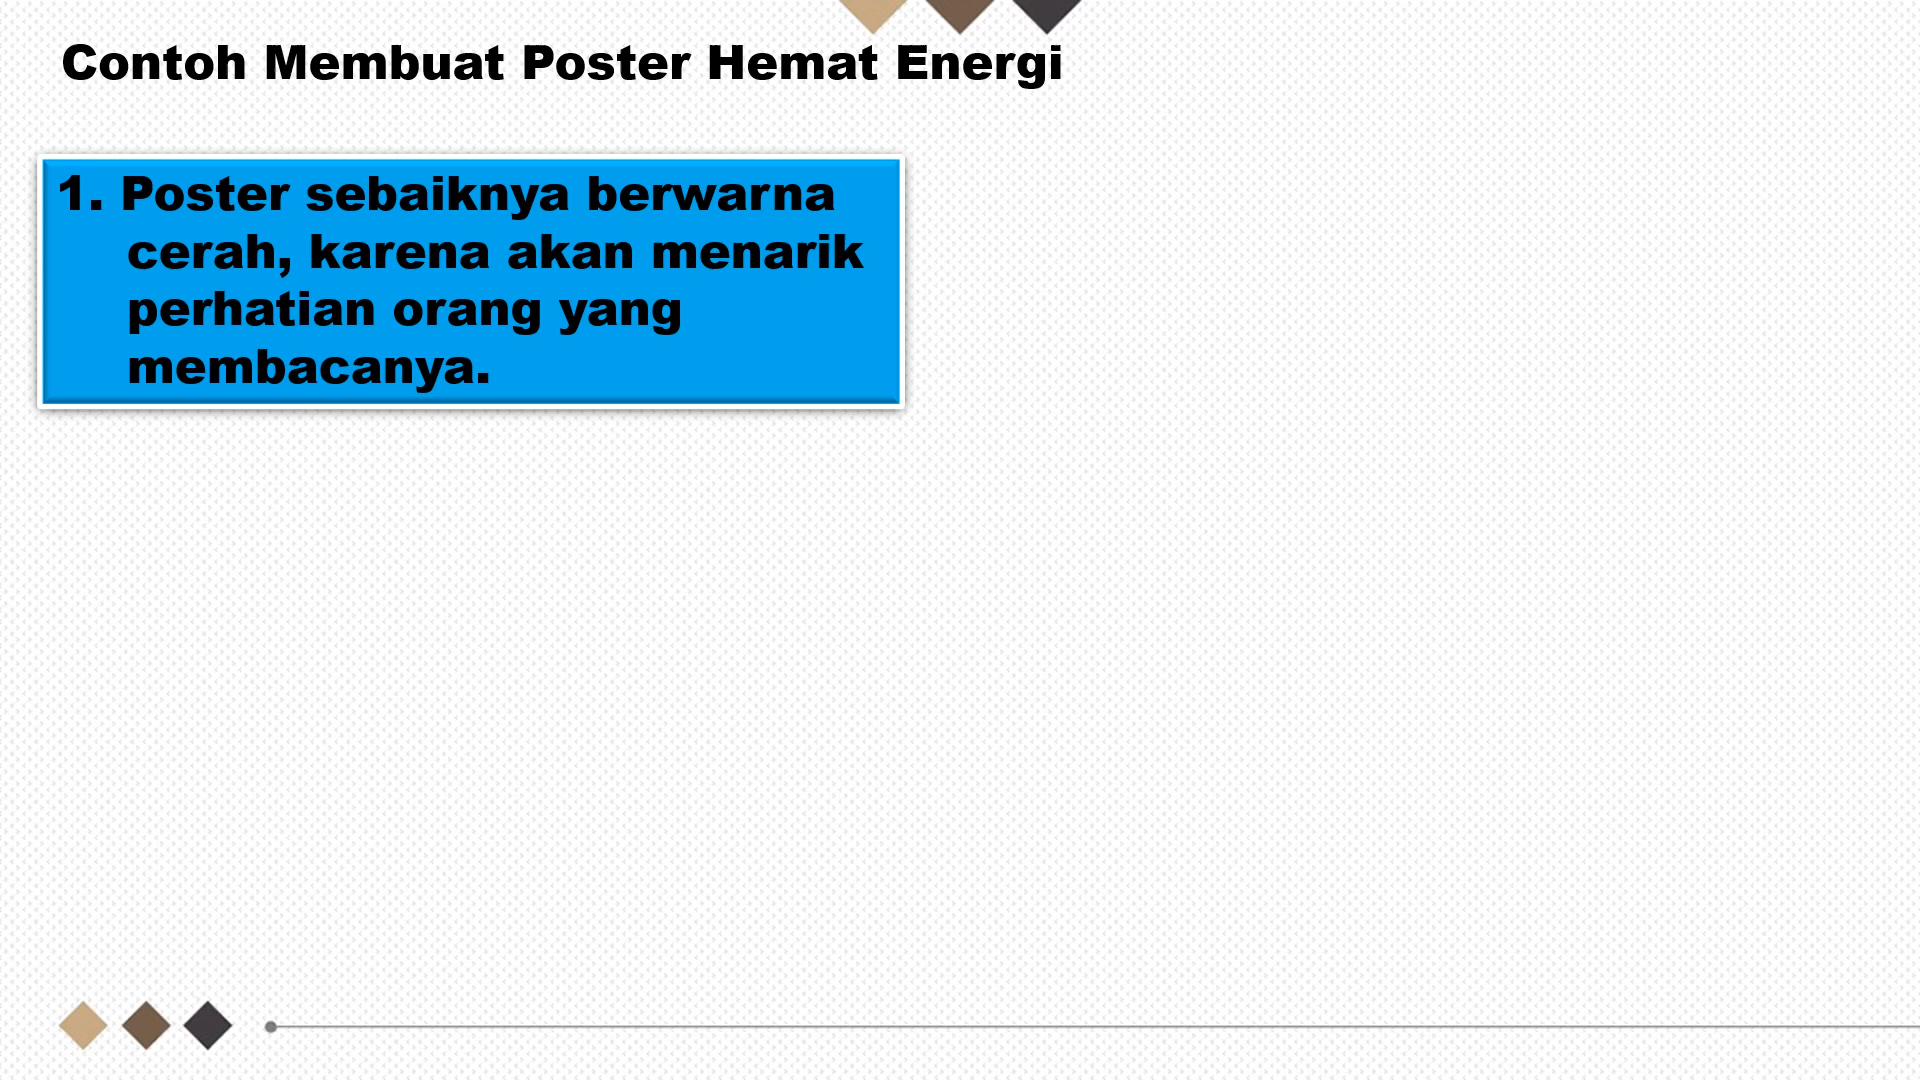 Contoh Membuat Poster Hemat Energi
1. Poster sebaiknya berwarna
cerah, karena akan menarik
perhatian orang yang
membacanya.